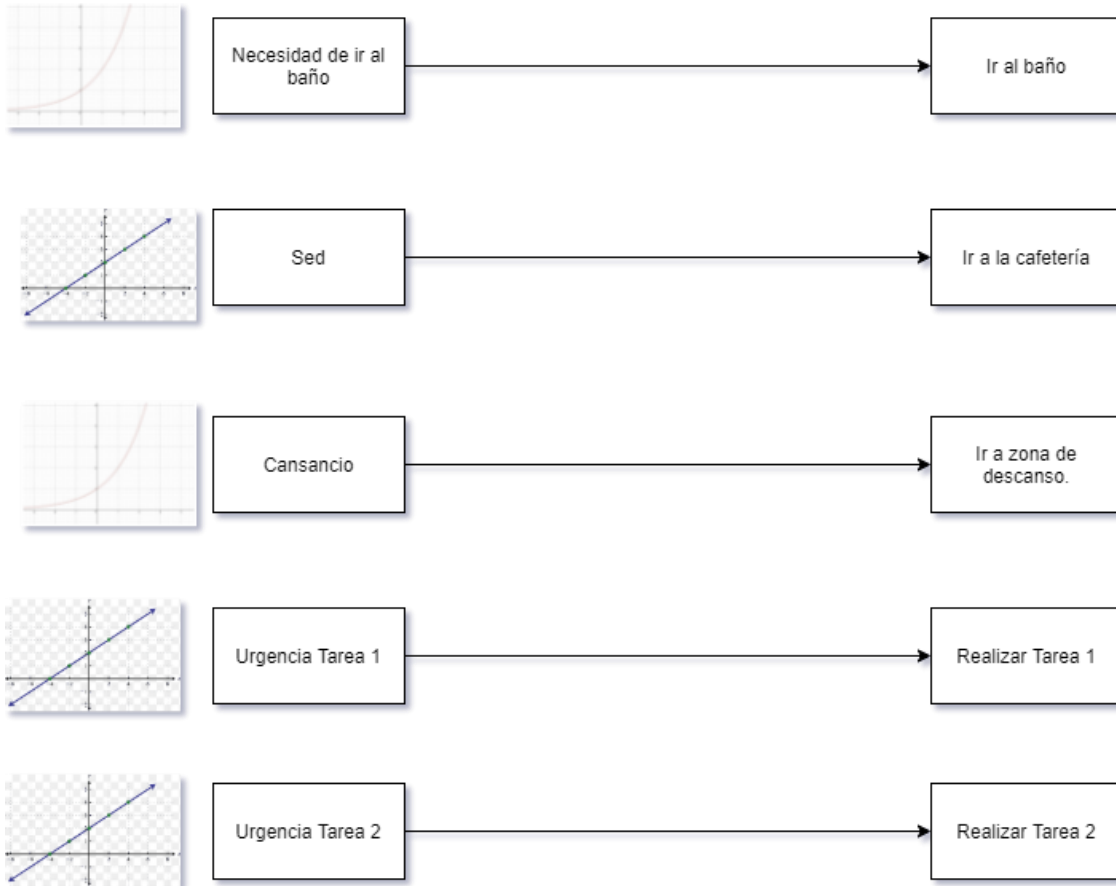 Necesidad de ir al
baño
Ir al baño
Sed
Ir a la cafetería
Cansancio
Ir a zona de
descanso.
Urgencia Tarea 1
Realizar Tarea 1
Urgencia Tarea 2
Realizar Tarea 2